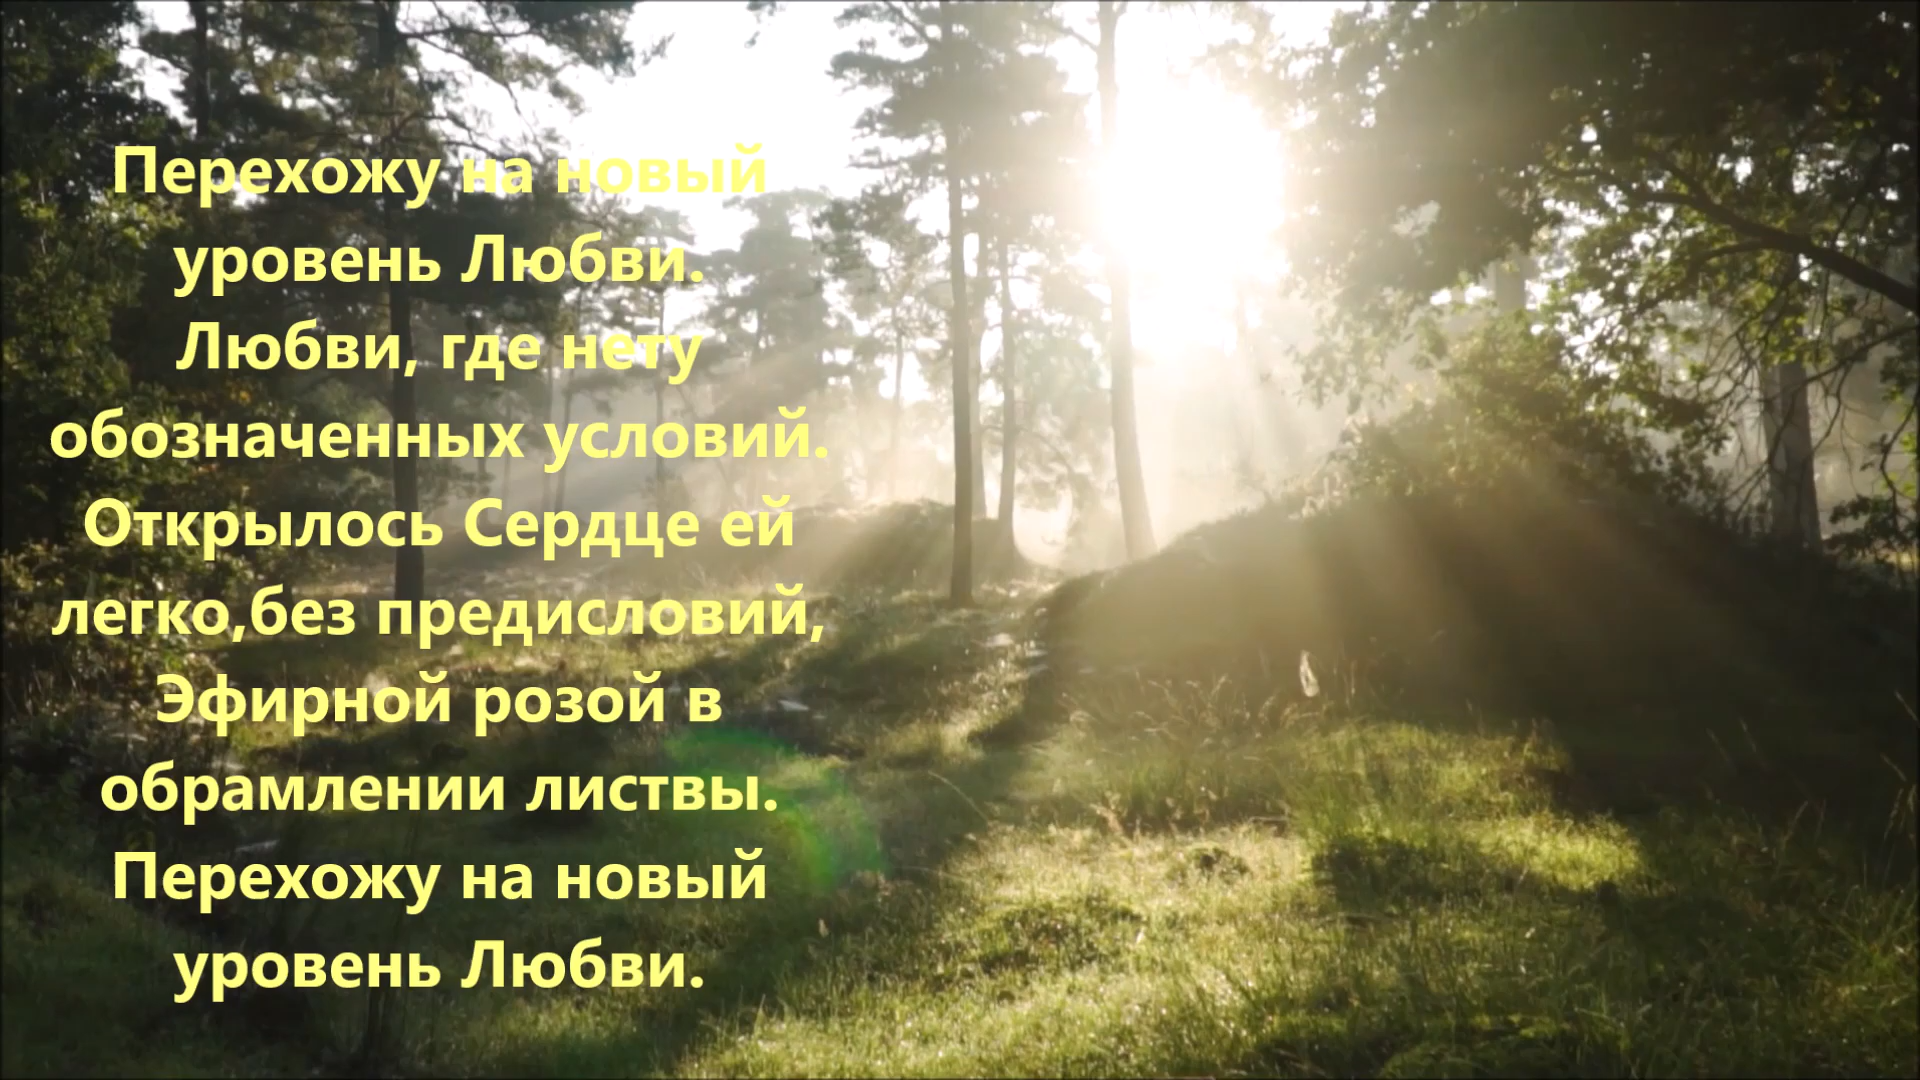 Перехожу на новый
уровень Любви.
Любви, где нету
обозначенных условий.
Открылось Сердце ей
легко,без предисловий,
Эфирной розой в
обрамлении листвы.
Перехожу на новый
уровень Любви.